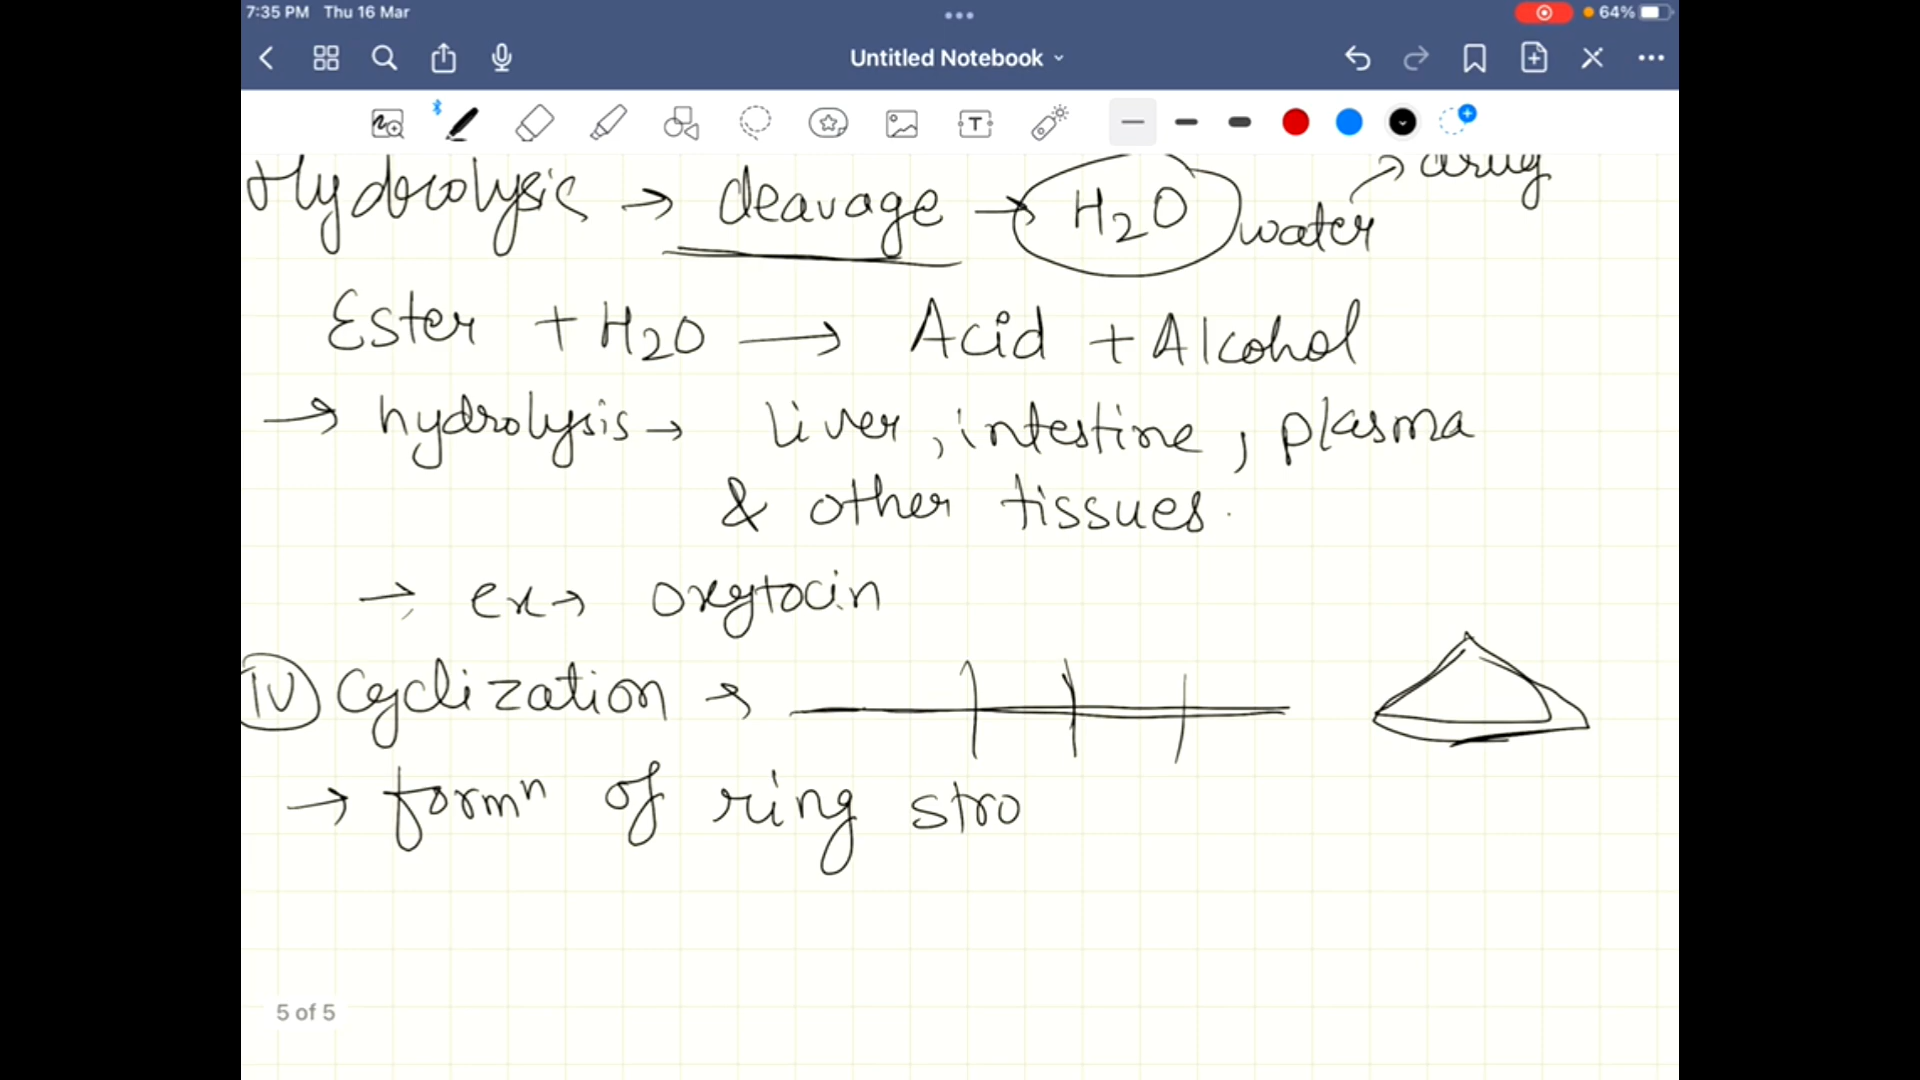 7:35 PM Thu 16 Mar
64%
Untitled Notebook
T
drug
Hydrolysis → cleavage → H2O water
Ester + H2O → Acid + Alcohol
→ hydrolysis → liver, intestine, plasma
& other tissues.
→ ex → oxytocin
IV Cyclization →
→ formⁿ of ring stro
5 of 5